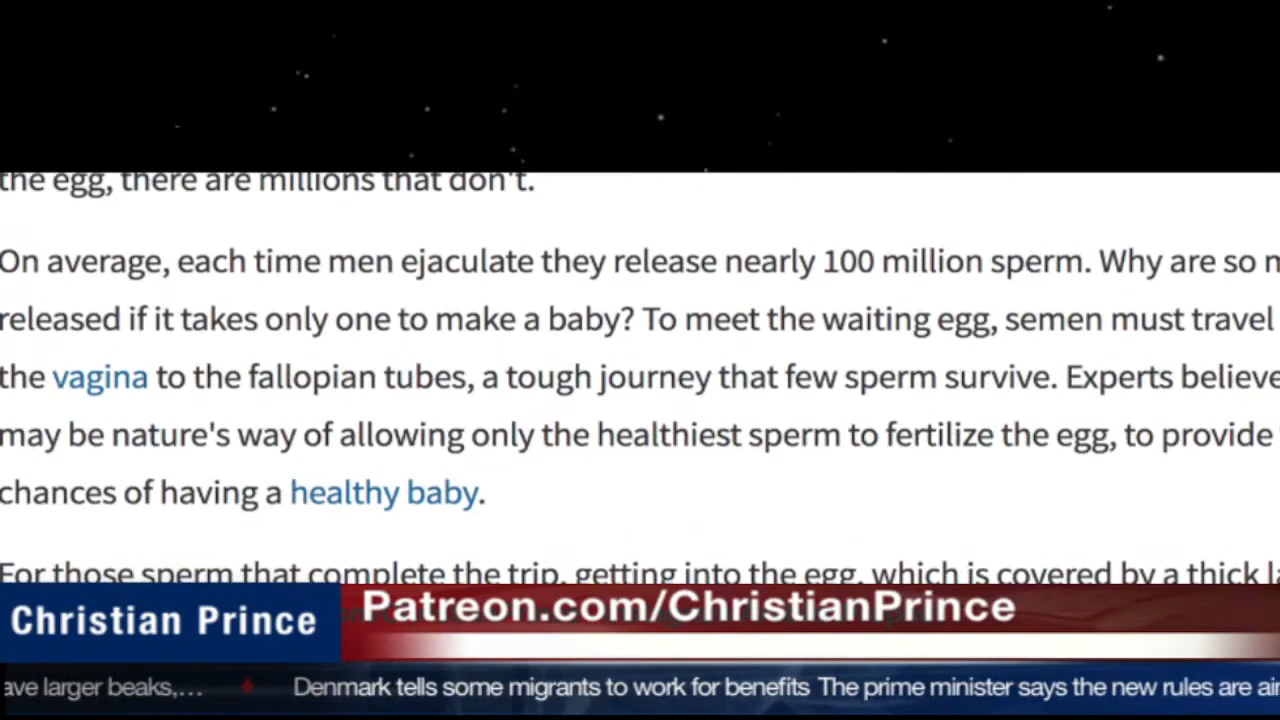 the egg, there are millions that don't.
On average, each time men ejaculate they release nearly 100 million sperm. Why are so m
released if it takes only one to make a baby? To meet the waiting egg, semen must travel
the vagina to the fallopian tubes, a tough journey that few sperm survive. Experts believe
may be nature's way of allowing only the healthiest sperm to fertilize the egg, to provide
chances of having a healthy baby.
For those sperm that complete the trip, getting into the egg, which is covered by a thick la
Christian Prince
Patreon.com/ChristianPrince
ave larger beaks,… Denmark tells some migrants to work for benefits The prime minister says the new rules are ai